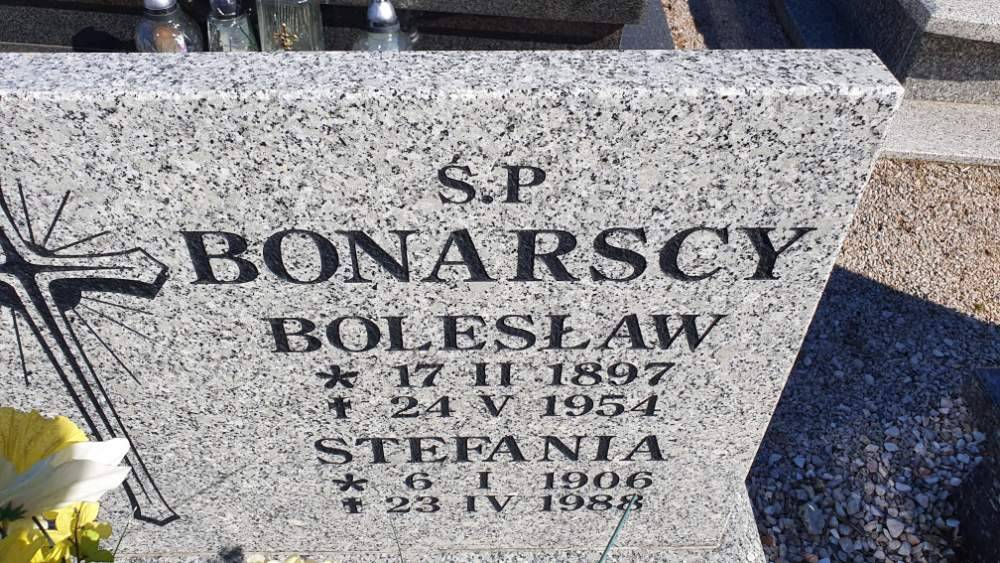 Ś.P
BONARSCY
BOLESŁAW
* 17 II 1897
✝ 24 V 1954
STEFANIA
* 6 I 1906
✝ 23 IV 1988